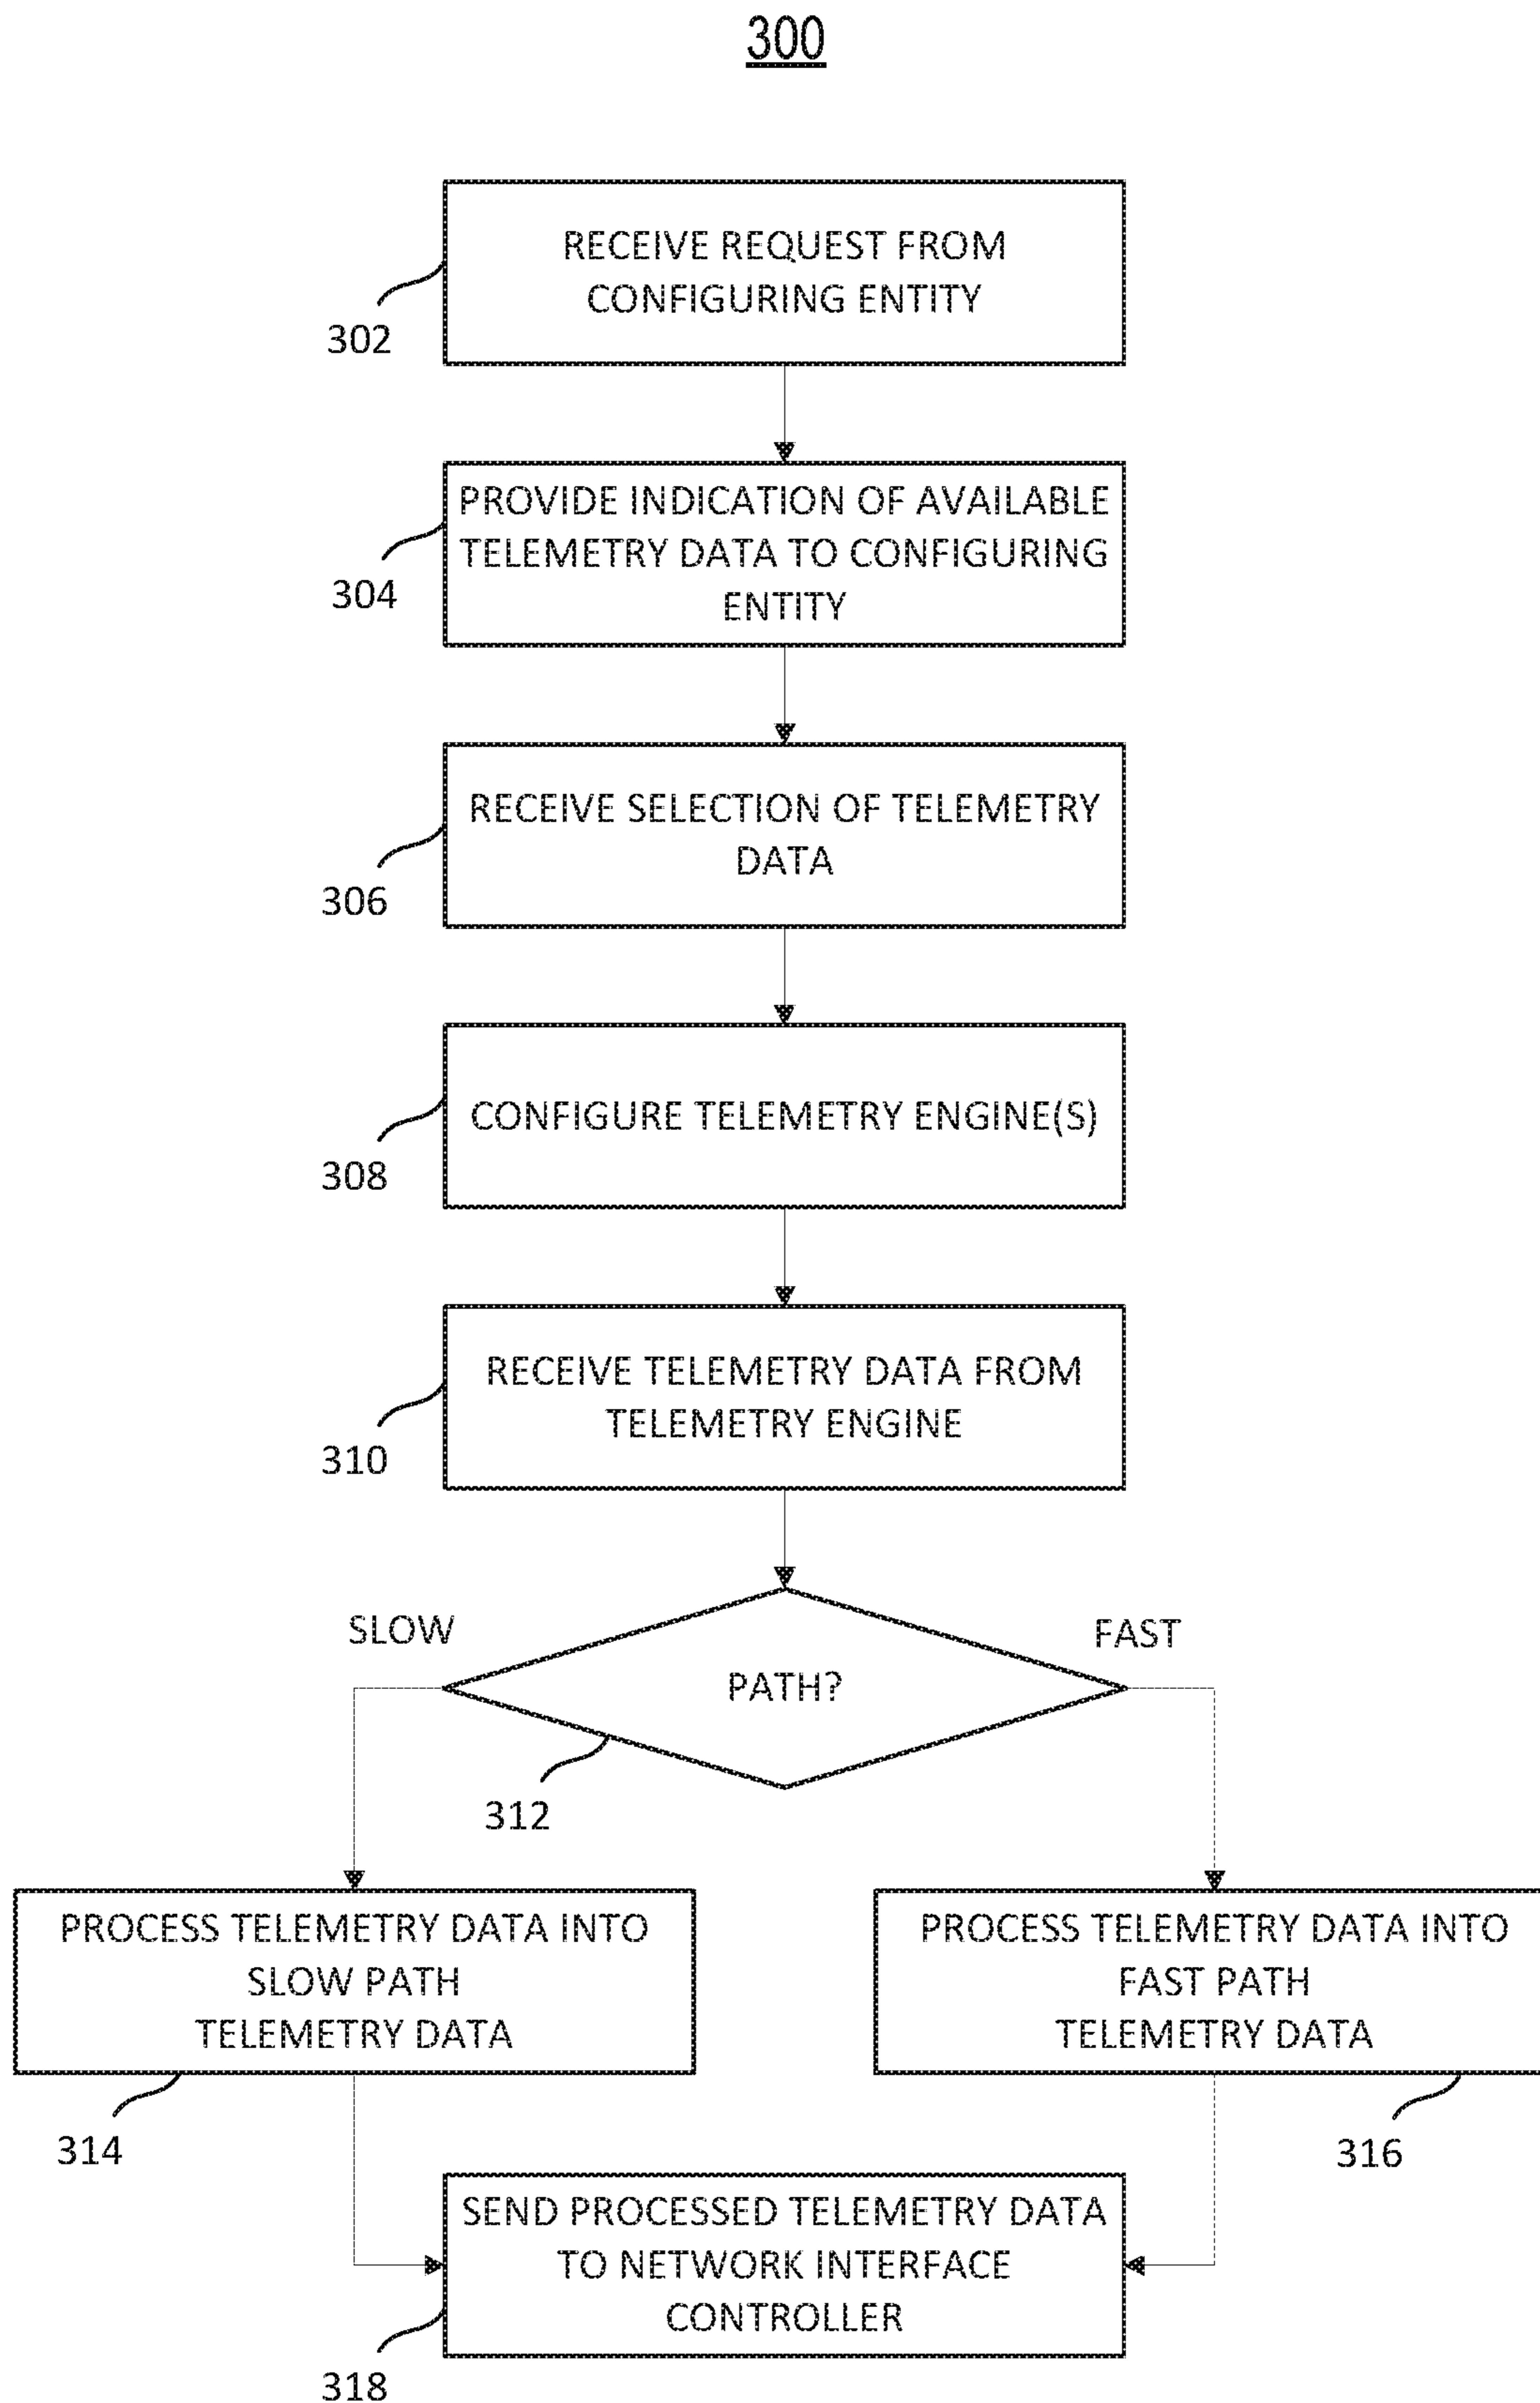 300
RECEIVE REQUEST FROM
CONFIGURING ENTITY
302
PROVIDE INDICATION OF AVAILABLE
TELEMETRY DATA TO CONFIGURING
ENTITY
304
RECEIVE SELECTION OF TELEMETRY
DATA
306
CONFIGURE TELEMETRY ENGINE(S)
308
RECEIVE TELEMETRY DATA FROM
TELEMETRY ENGINE
310
SLOW
FAST
PATH?
312
PROCESS TELEMETRY DATA INTO
SLOW PATH
TELEMETRY DATA
314
PROCESS TELEMETRY DATA INTO
FAST PATH
TELEMETRY DATA
316
SEND PROCESSED TELEMETRY DATA
TO NETWORK INTERFACE
CONTROLLER
318